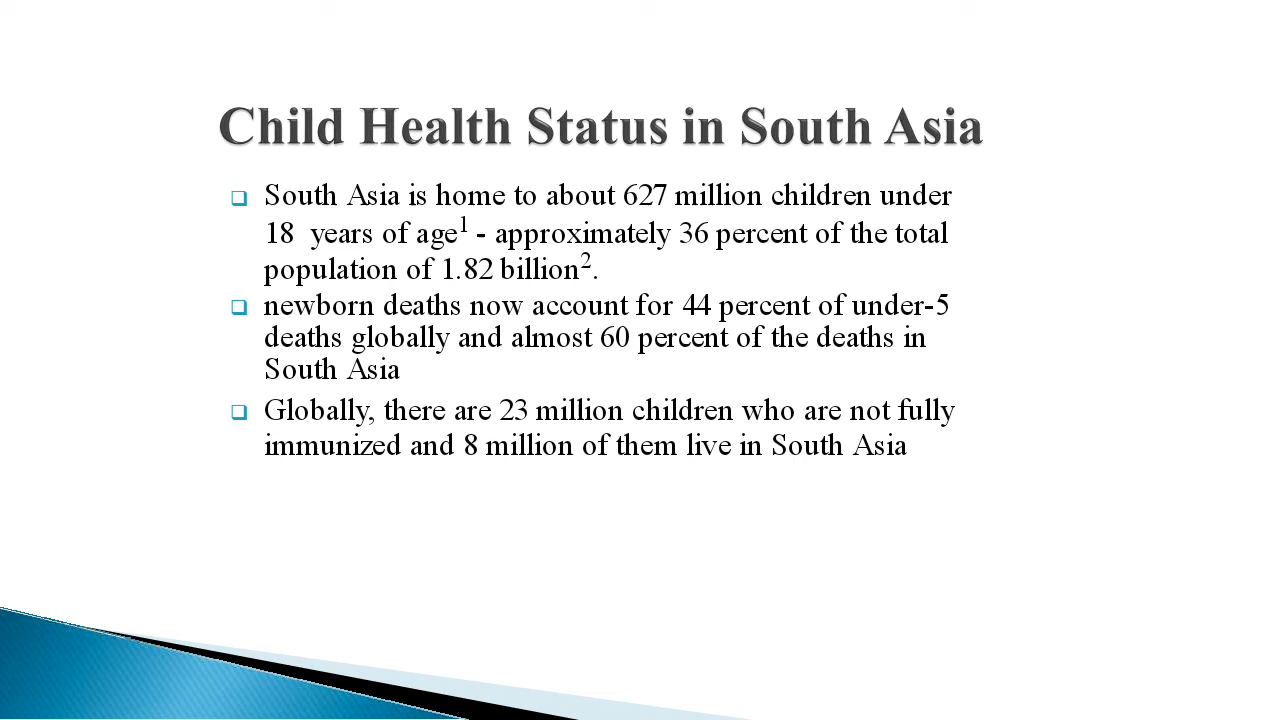 Child Health Status in South Asia
❑ South Asia is home to about 627 million children under
18  years of age¹ - approximately 36 percent of the total
population of 1.82 billion².
❑ newborn deaths now account for 44 percent of under-5
deaths globally and almost 60 percent of the deaths in
South Asia
❑ Globally, there are 23 million children who are not fully
immunized and 8 million of them live in South Asia